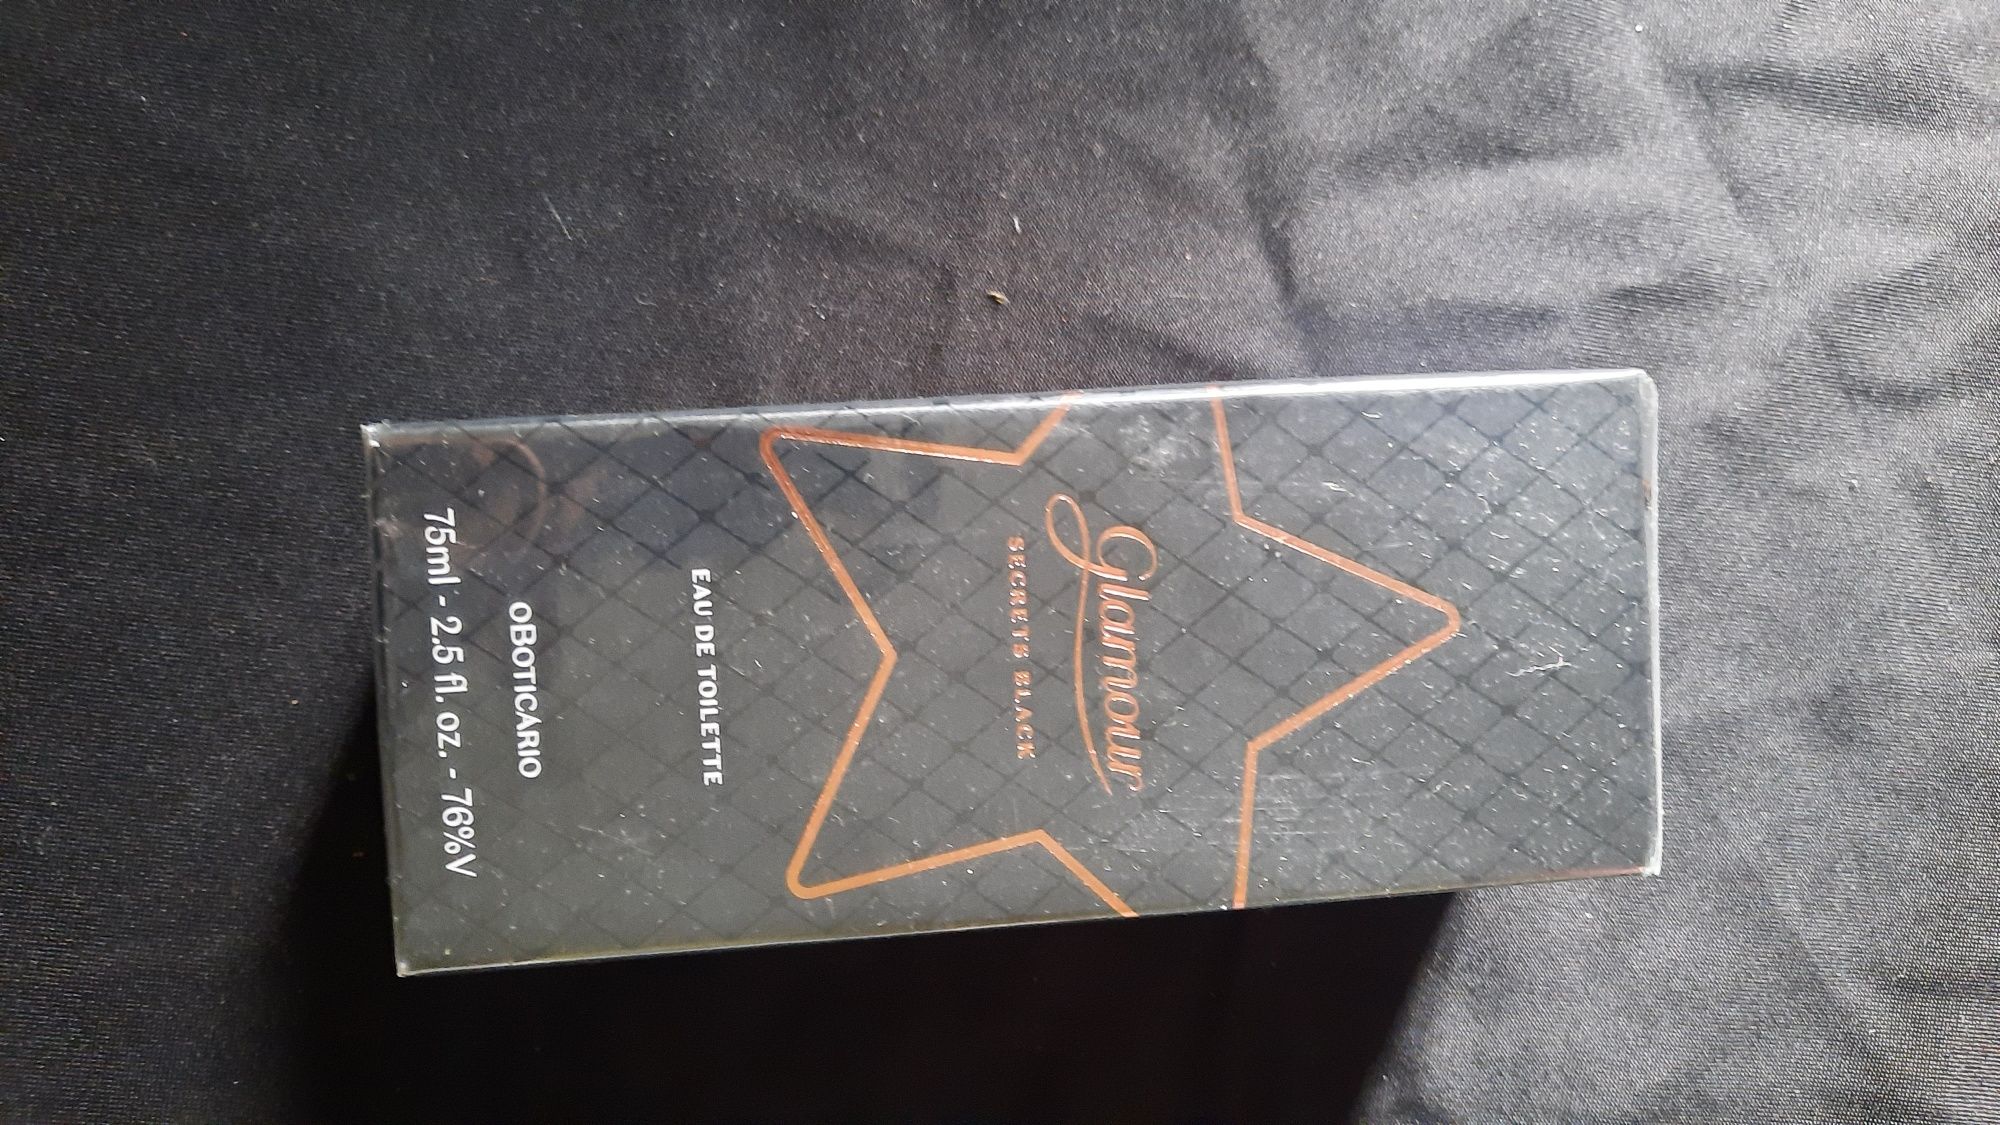 Glamour
SECRETS BLACK
EAU DE TOILETTE
OBOTICÁRIO
75ml - 2.5 fl. oz. - 76%V